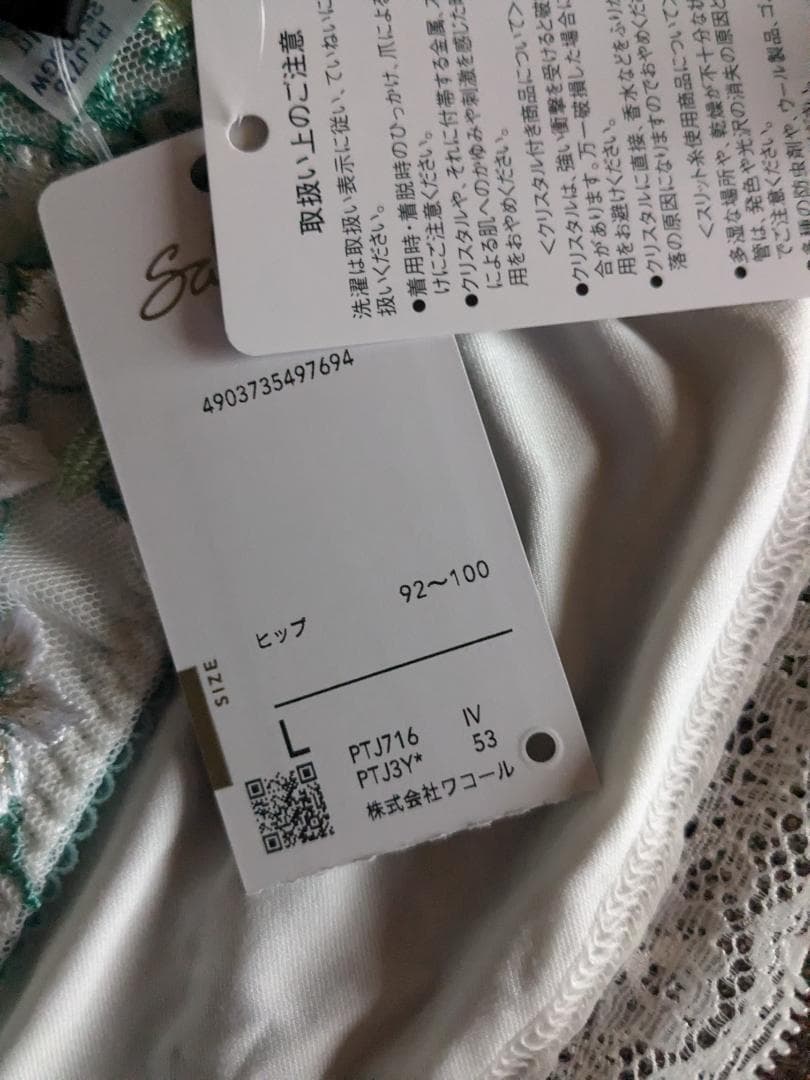 取扱い上のご注意
洗濯は取扱い表示に従い、ていねいに
扱いください。
●着用時・着脱時のひっかけ、爪による
けにご注意ください。
●クリスタルや、それに付帯する金属、
による肌へのかゆみや刺激を感じた
用をおやめください。
＜クリスタル付き商品について＞
●クリスタルは、強い衝撃を受けると破
合があります。万一破損した場合に
用をお避けください。
●クリスタルに直接、香水などをふりか
落の原因になりますのでおやめくだ
＜スリット糸使用商品について＞
●多湿な場所や、乾燥が不十分な状
管は、発色や光沢の消失の原因と
でご注意ください。
ウール製品、ゴ
Sa
4903735497694
ヒップ 92〜100
SIZE
L
PTJ716 IV
PTJ3Y* 53
株式会社ワコール
PTJ716